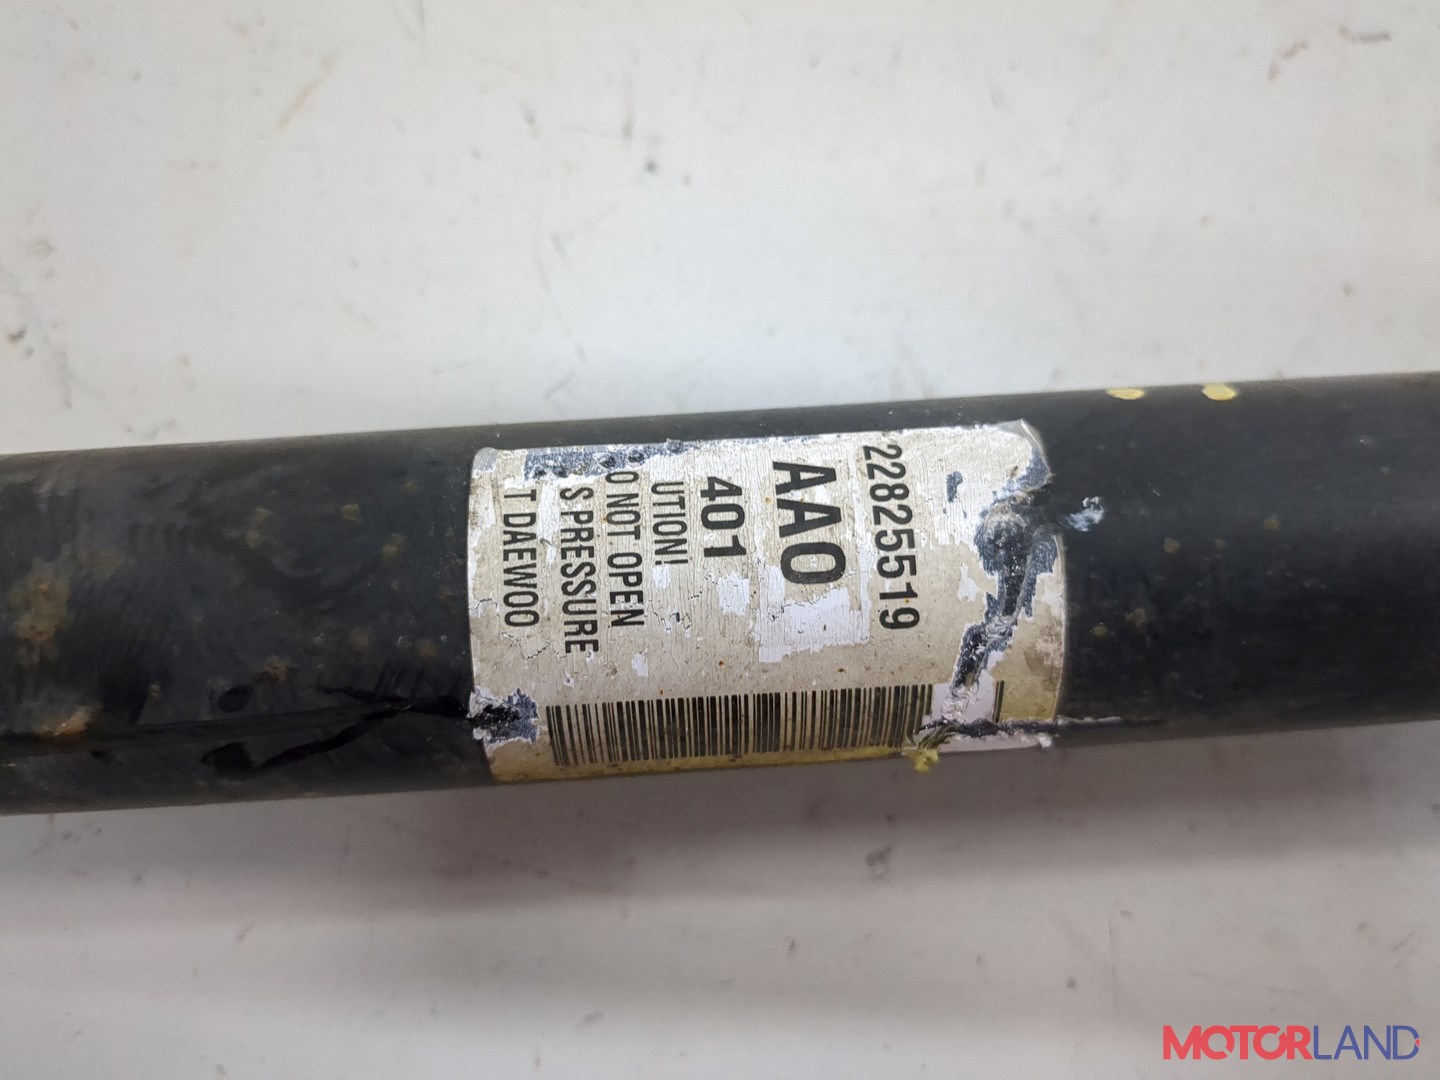 22825519
AAO
401
UTION!
O NOT OPEN
S PRESSURE
T DAEWOO
MOTORLAND